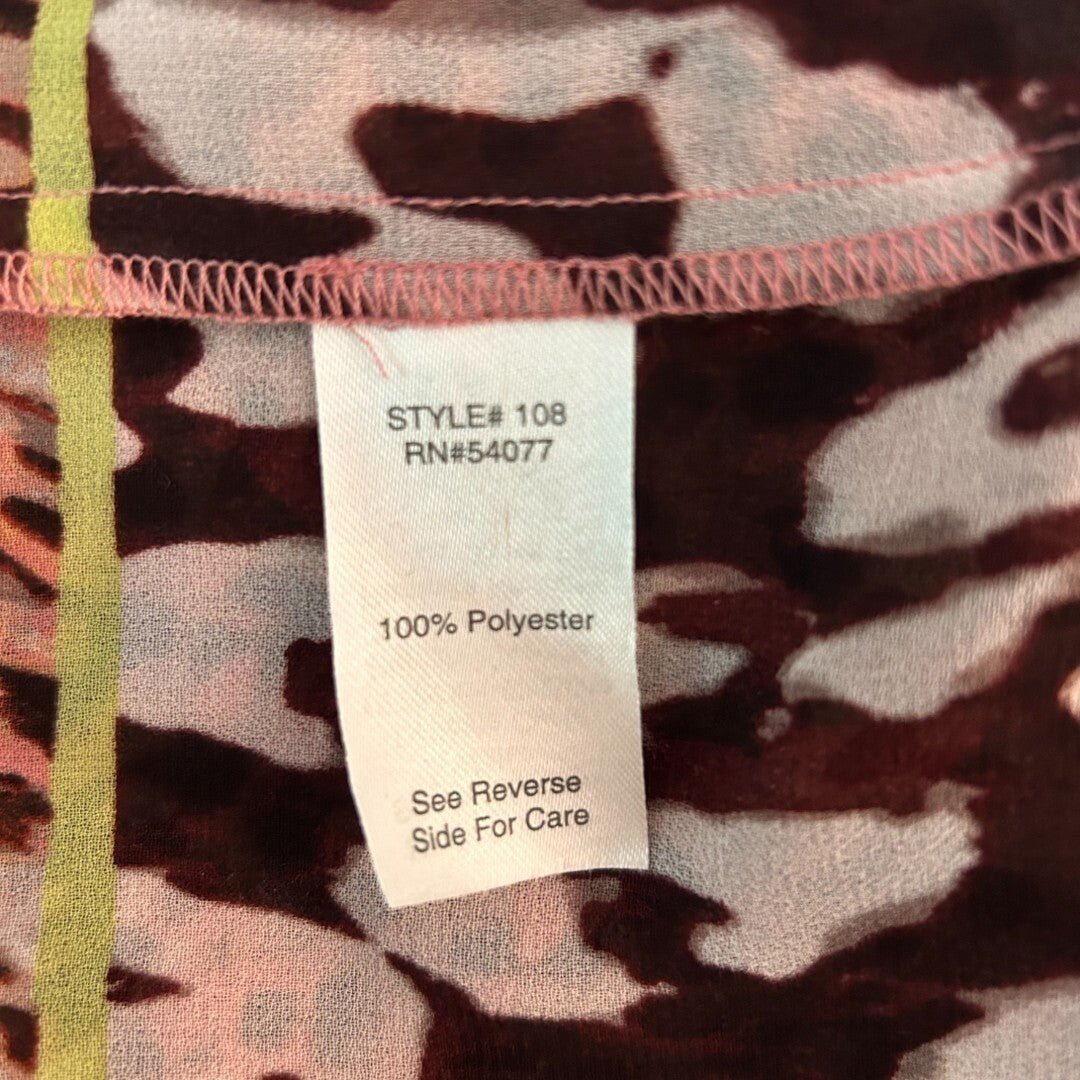 STYLE# 108
RN#54077
100% Polyester
See Reverse
Side For Care